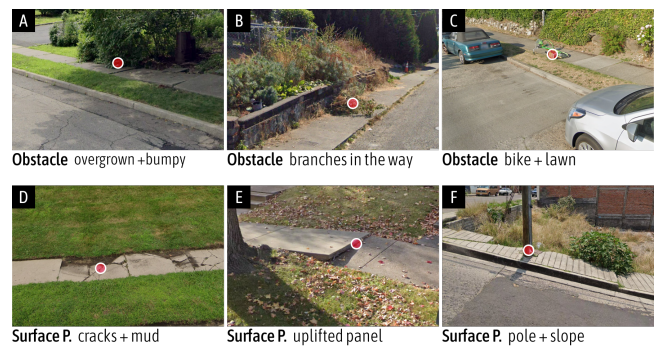 A
B
C
Obstacle overgrown +bumpy
Obstacle branches in the way
Obstacle bike + lawn
D
E
F
Surface P. cracks + mud
Surface P. uplifted panel
Surface P. pole + slope